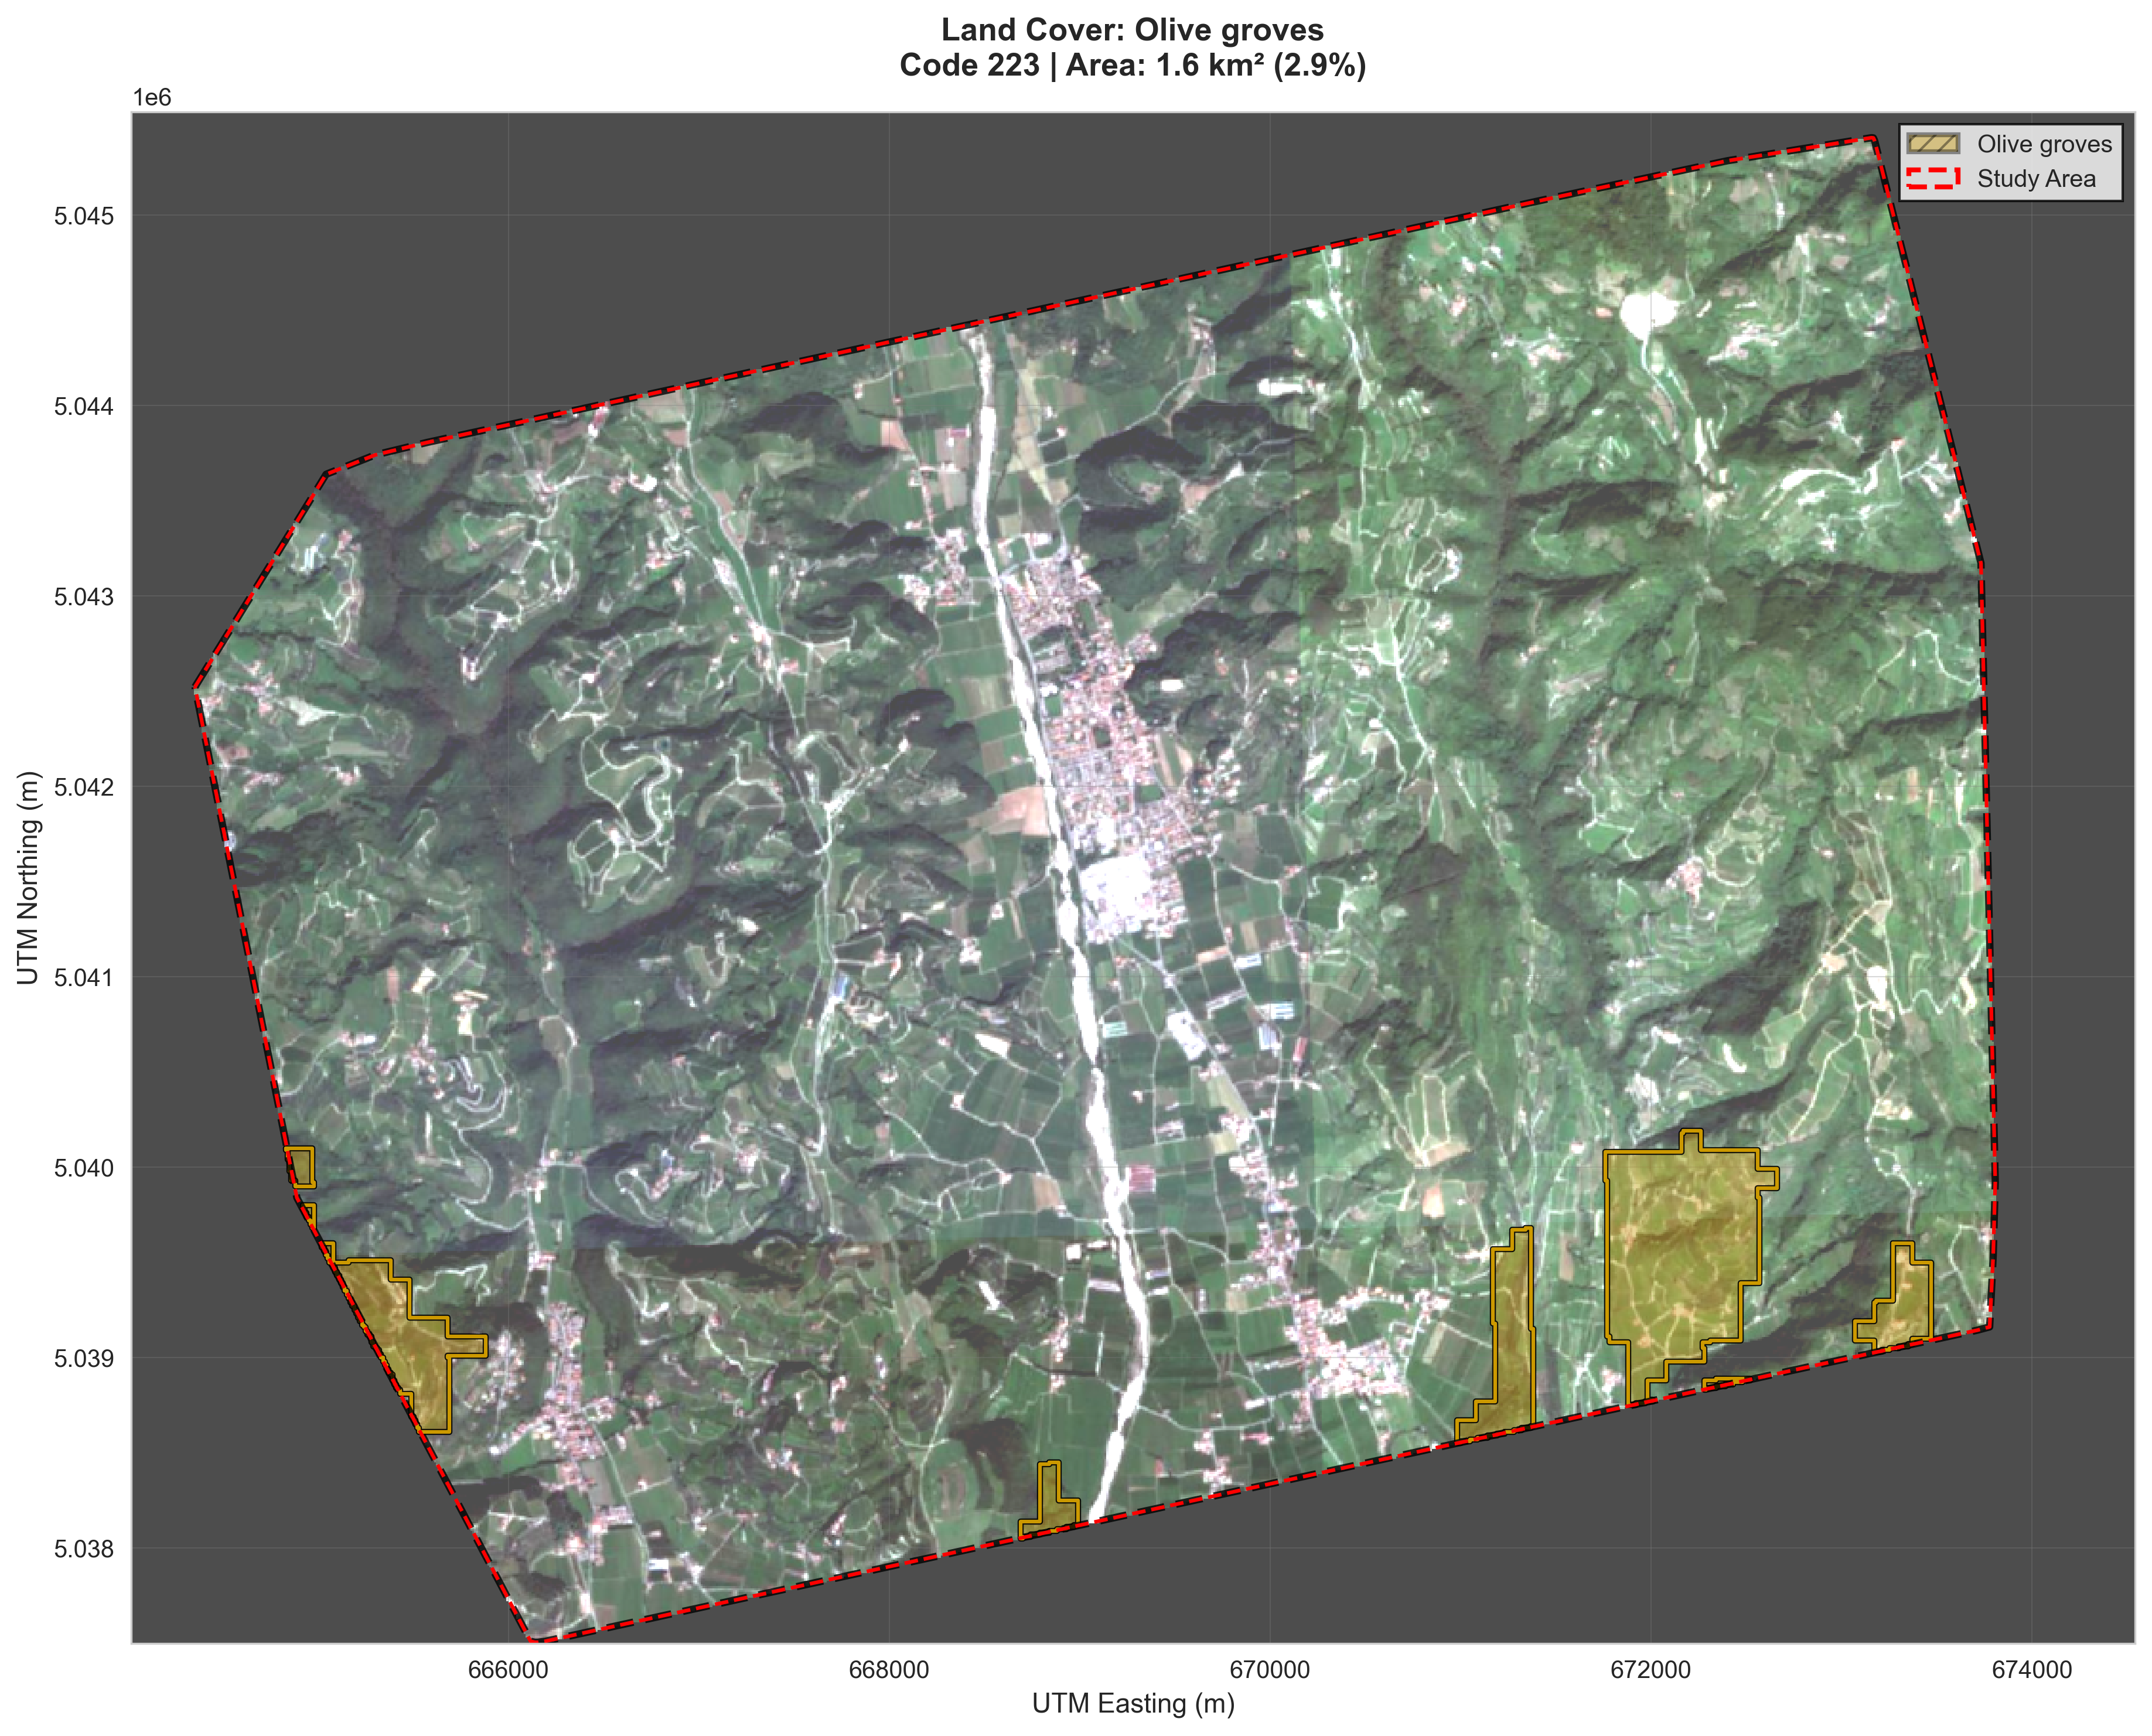 Land Cover: Olive groves
Code 223 | Area: 1.6 km² (2.9%)
1e6
Olive groves
Study Area
5.045
5.044
5.043
5.042
5.041
5.040
5.039
5.038
UTM Northing (m)
666000
668000
670000
672000
674000
UTM Easting (m)